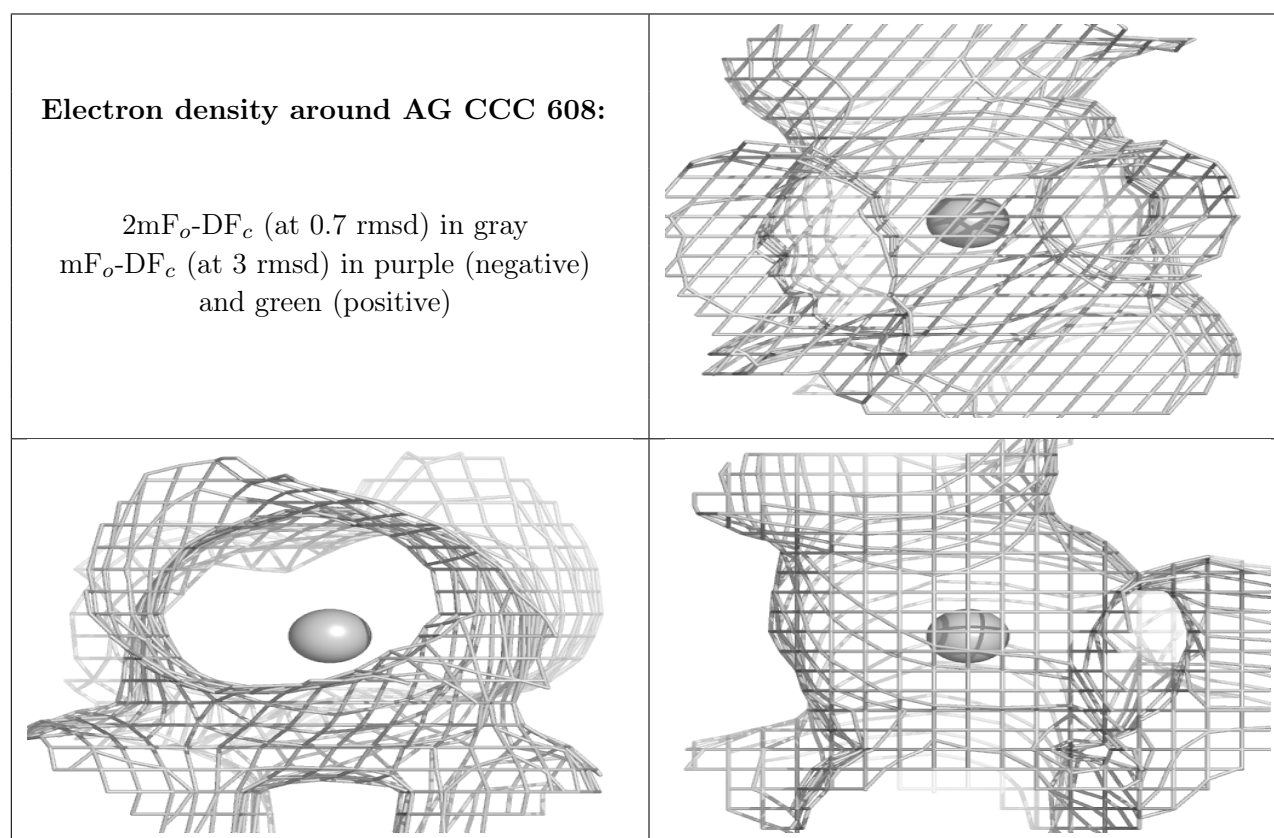 Electron density around AG CCC 608:
2mFo-DFc (at 0.7 rmsd) in gray
mFo-DFc (at 3 rmsd) in purple (negative)
and green (positive)